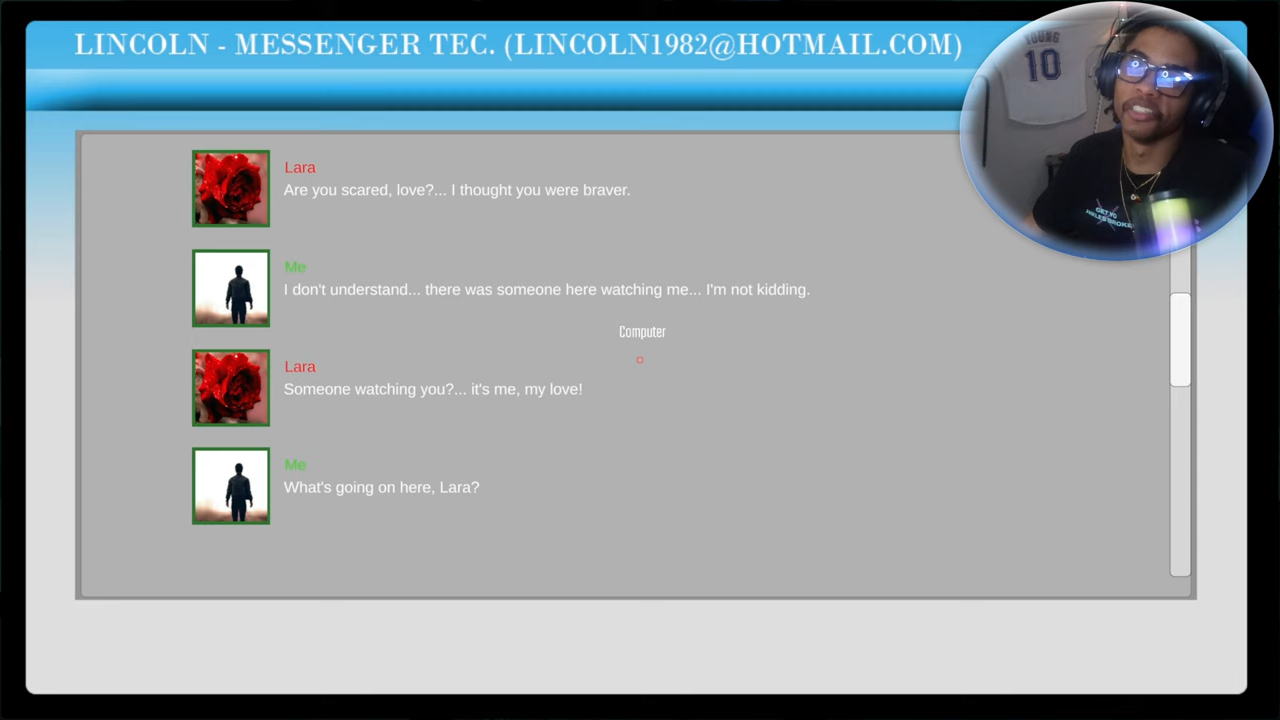 LINCOLN - MESSENGER TEC. (LINCOLN1982@HOTMAIL.COM)
YOUNG
10
GET YO
Lara
Are you scared, love?... I thought you were braver.
Me
I don't understand... there was someone here watching me... I'm not kidding.
Computer
Lara
Someone watching you?... it's me, my love!
Me
What's going on here, Lara?